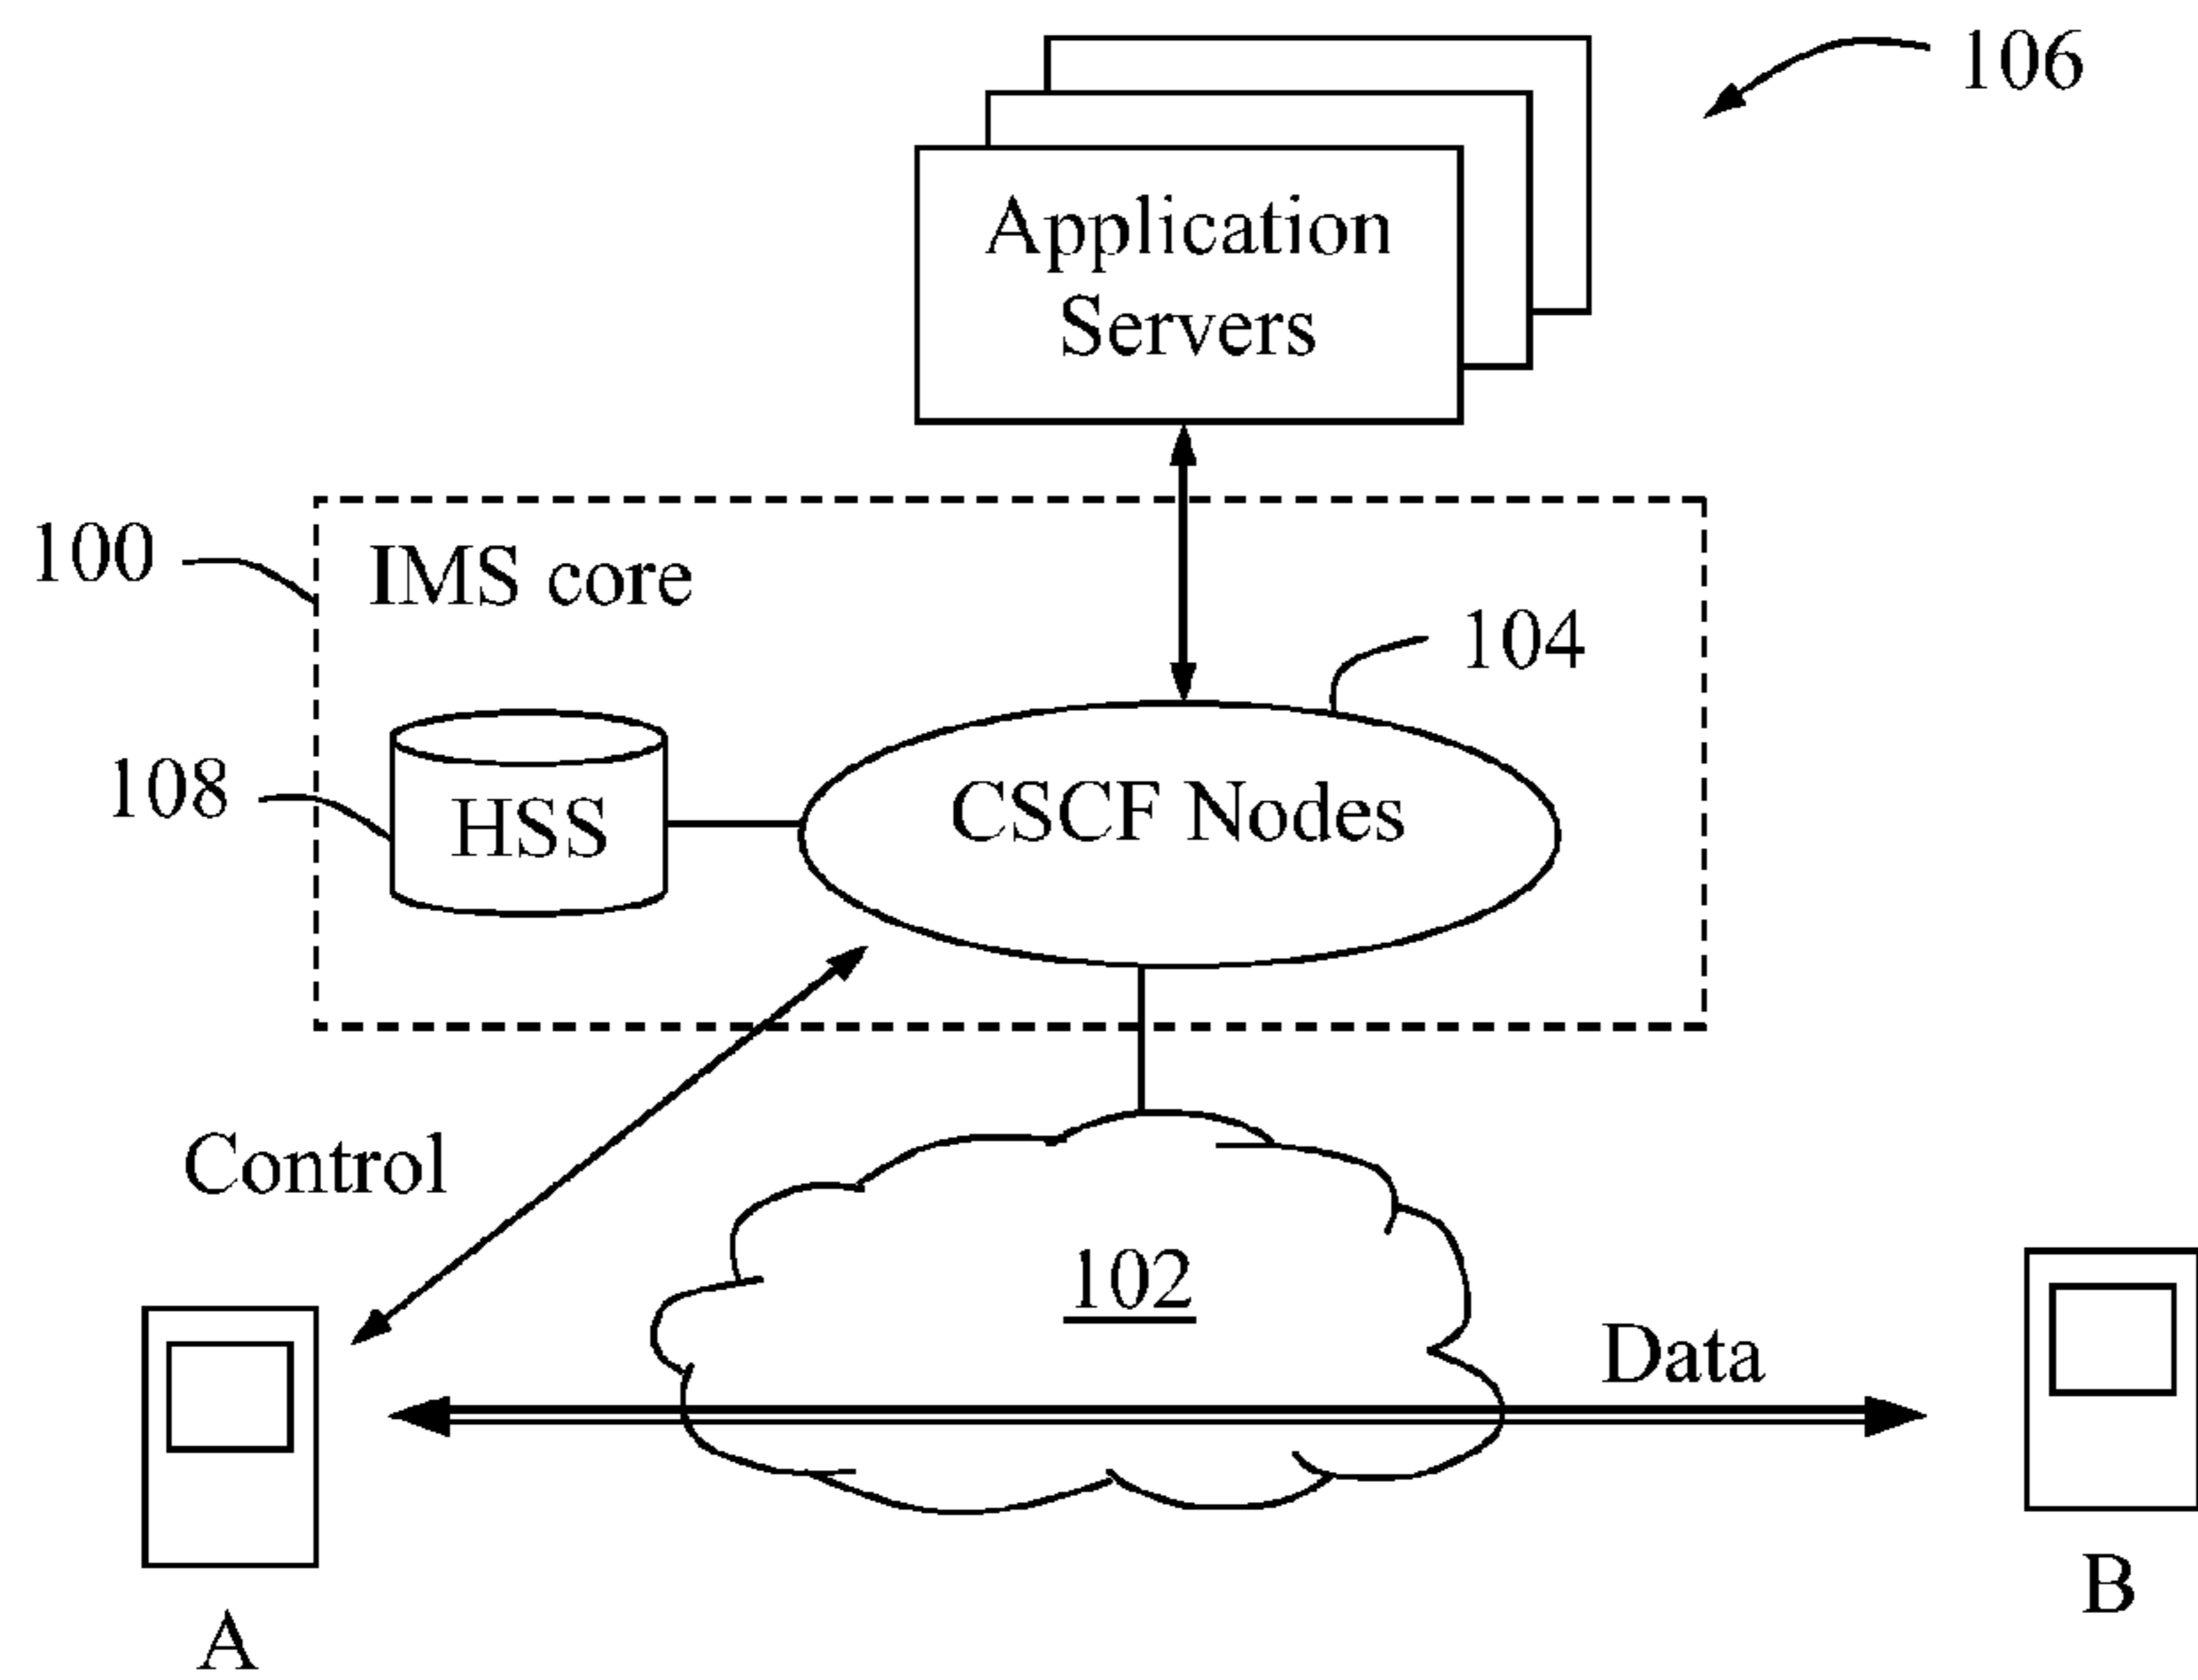 106
Application
Servers
100
IMS core
104
108
HSS
CSCF Nodes
Control
102
Data
A
B